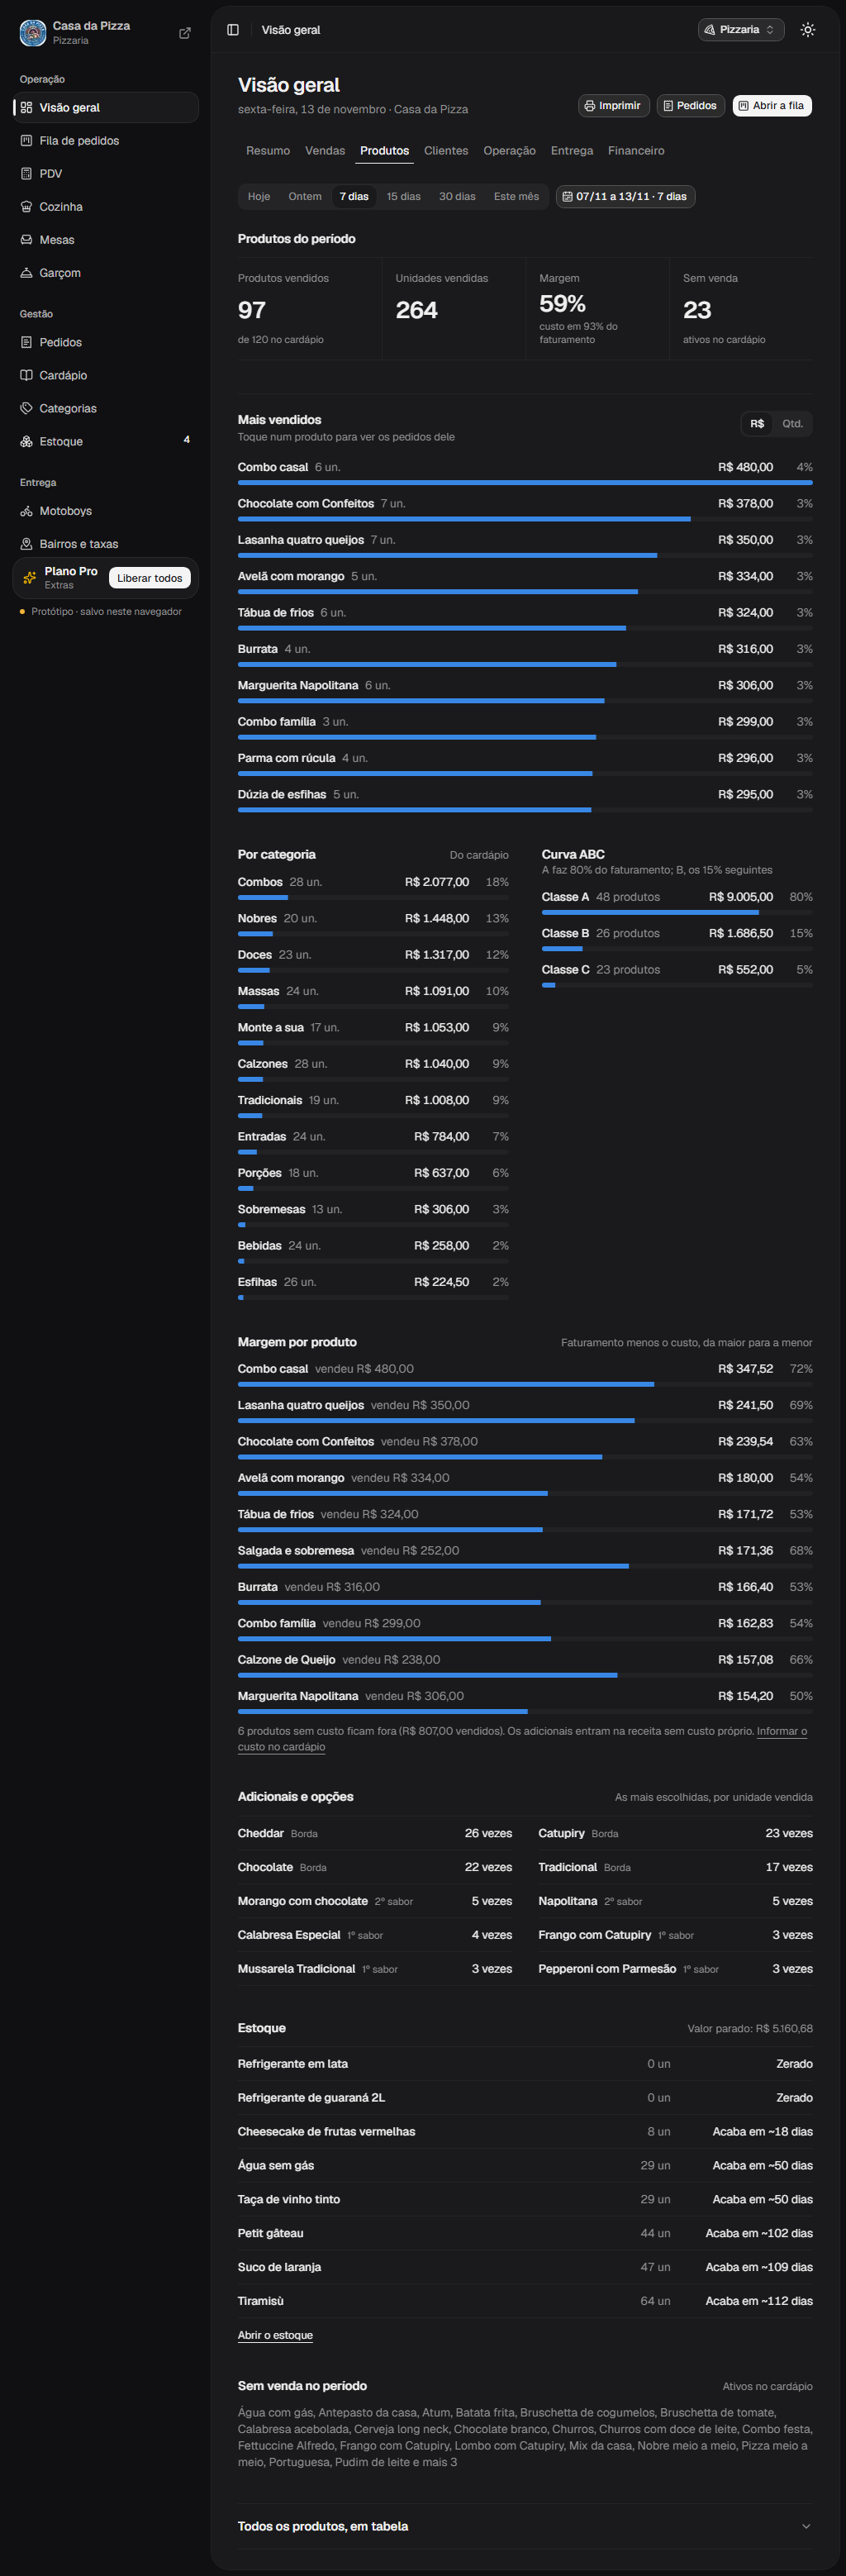 Casa da Pizza
Pizzaria
Operação
Visão geral
Fila de pedidos
PDV
Cozinha
Mesas
Garçom
Gestão
Pedidos
Cardápio
Categorias
Estoque 4
Entrega
Motoboys
Bairros e taxas
Plano Pro
Extras
Liberar todos
Protótipo · salvo neste navegador
Visão geral
Pizzaria
Visão geral
sexta-feira, 13 de novembro · Casa da Pizza
Imprimir Pedidos Abrir a fila
Resumo Vendas Produtos Clientes Operação Entrega Financeiro
Hoje Ontem 7 dias 15 dias 30 dias Este mês 07/11 a 13/11 · 7 dias
Produtos do período
Produtos vendidos
97
de 120 no cardápio
Unidades vendidas
264
Margem
59%
custo em 93% do
faturamento
Sem venda
23
ativos no cardápio
Mais vendidos
Toque num produto para ver os pedidos dele
R$ Qtd.
Combo casal 6 un. R$ 480,00 4%
Chocolate com Confeitos 7 un. R$ 378,00 3%
Lasanha quatro queijos 7 un. R$ 350,00 3%
Avelã com morango 5 un. R$ 334,00 3%
Tábua de frios 6 un. R$ 324,00 3%
Burrata 4 un. R$ 316,00 3%
Marguerita Napolitana 6 un. R$ 306,00 3%
Combo família 3 un. R$ 299,00 3%
Parma com rúcula 4 un. R$ 296,00 3%
Dúzia de esfihas 5 un. R$ 295,00 3%
Por categoria Do cardápio
Combos 28 un. R$ 2.077,00 18%
Nobres 20 un. R$ 1.448,00 13%
Doces 23 un. R$ 1.317,00 12%
Massas 24 un. R$ 1.091,00 10%
Monte a sua 17 un. R$ 1.053,00 9%
Calzones 28 un. R$ 1.040,00 9%
Tradicionais 19 un. R$ 1.008,00 9%
Entradas 24 un. R$ 784,00 7%
Porções 18 un. R$ 637,00 6%
Sobremesas 13 un. R$ 306,00 3%
Bebidas 24 un. R$ 258,00 2%
Esfihas 26 un. R$ 224,50 2%
Curva ABC
A faz 80% do faturamento; B, os 15% seguintes
Classe A 48 produtos R$ 9.005,00 80%
Classe B 26 produtos R$ 1.686,50 15%
Classe C 23 produtos R$ 552,00 5%
Margem por produto Faturamento menos o custo, da maior para a menor
Combo casal vendeu R$ 480,00 R$ 347,52 72%
Lasanha quatro queijos vendeu R$ 350,00 R$ 241,50 69%
Chocolate com Confeitos vendeu R$ 378,00 R$ 239,54 63%
Avelã com morango vendeu R$ 334,00 R$ 180,00 54%
Tábua de frios vendeu R$ 324,00 R$ 171,72 53%
Salgada e sobremesa vendeu R$ 252,00 R$ 171,36 68%
Burrata vendeu R$ 316,00 R$ 166,40 53%
Combo família vendeu R$ 299,00 R$ 162,83 54%
Calzone de Queijo vendeu R$ 238,00 R$ 157,08 66%
Marguerita Napolitana vendeu R$ 306,00 R$ 154,20 50%
6 produtos sem custo ficam fora (R$ 807,00 vendidos). Os adicionais entram na receita sem custo próprio. Informar o
custo no cardápio
Adicionais e opções As mais escolhidas, por unidade vendida
Cheddar Borda 26 vezes Catupiry Borda 23 vezes
Chocolate Borda 22 vezes Tradicional Borda 17 vezes
Morango com chocolate 2º sabor 5 vezes Napolitana 2º sabor 5 vezes
Calabresa Especial 1º sabor 4 vezes Frango com Catupiry 1º sabor 3 vezes
Mussarela Tradicional 1º sabor 3 vezes Pepperoni com Parmesão 1º sabor 3 vezes
Estoque Valor parado: R$ 5.160,68
Refrigerante em lata 0 un Zerado
Refrigerante de guaraná 2L 0 un Zerado
Cheesecake de frutas vermelhas 8 un Acaba em ~18 dias
Água sem gás 29 un Acaba em ~50 dias
Taça de vinho tinto 29 un Acaba em ~50 dias
Petit gâteau 44 un Acaba em ~102 dias
Suco de laranja 47 un Acaba em ~109 dias
Tiramisù 64 un Acaba em ~112 dias
Abrir o estoque
Sem venda no período Ativos no cardápio
Água com gás, Antepasto da casa, Atum, Batata frita, Bruschetta de cogumelos, Bruschetta de tomate,
Calabresa acebolada, Cerveja long neck, Chocolate branco, Churros, Churros com doce de leite, Combo festa,
Fettuccine Alfredo, Frango com Catupiry, Lombo com Catupiry, Mix da casa, Nobre meio a meio, Pizza meio a
meio, Portuguesa, Pudim de leite e mais 3
Todos os produtos, em tabela